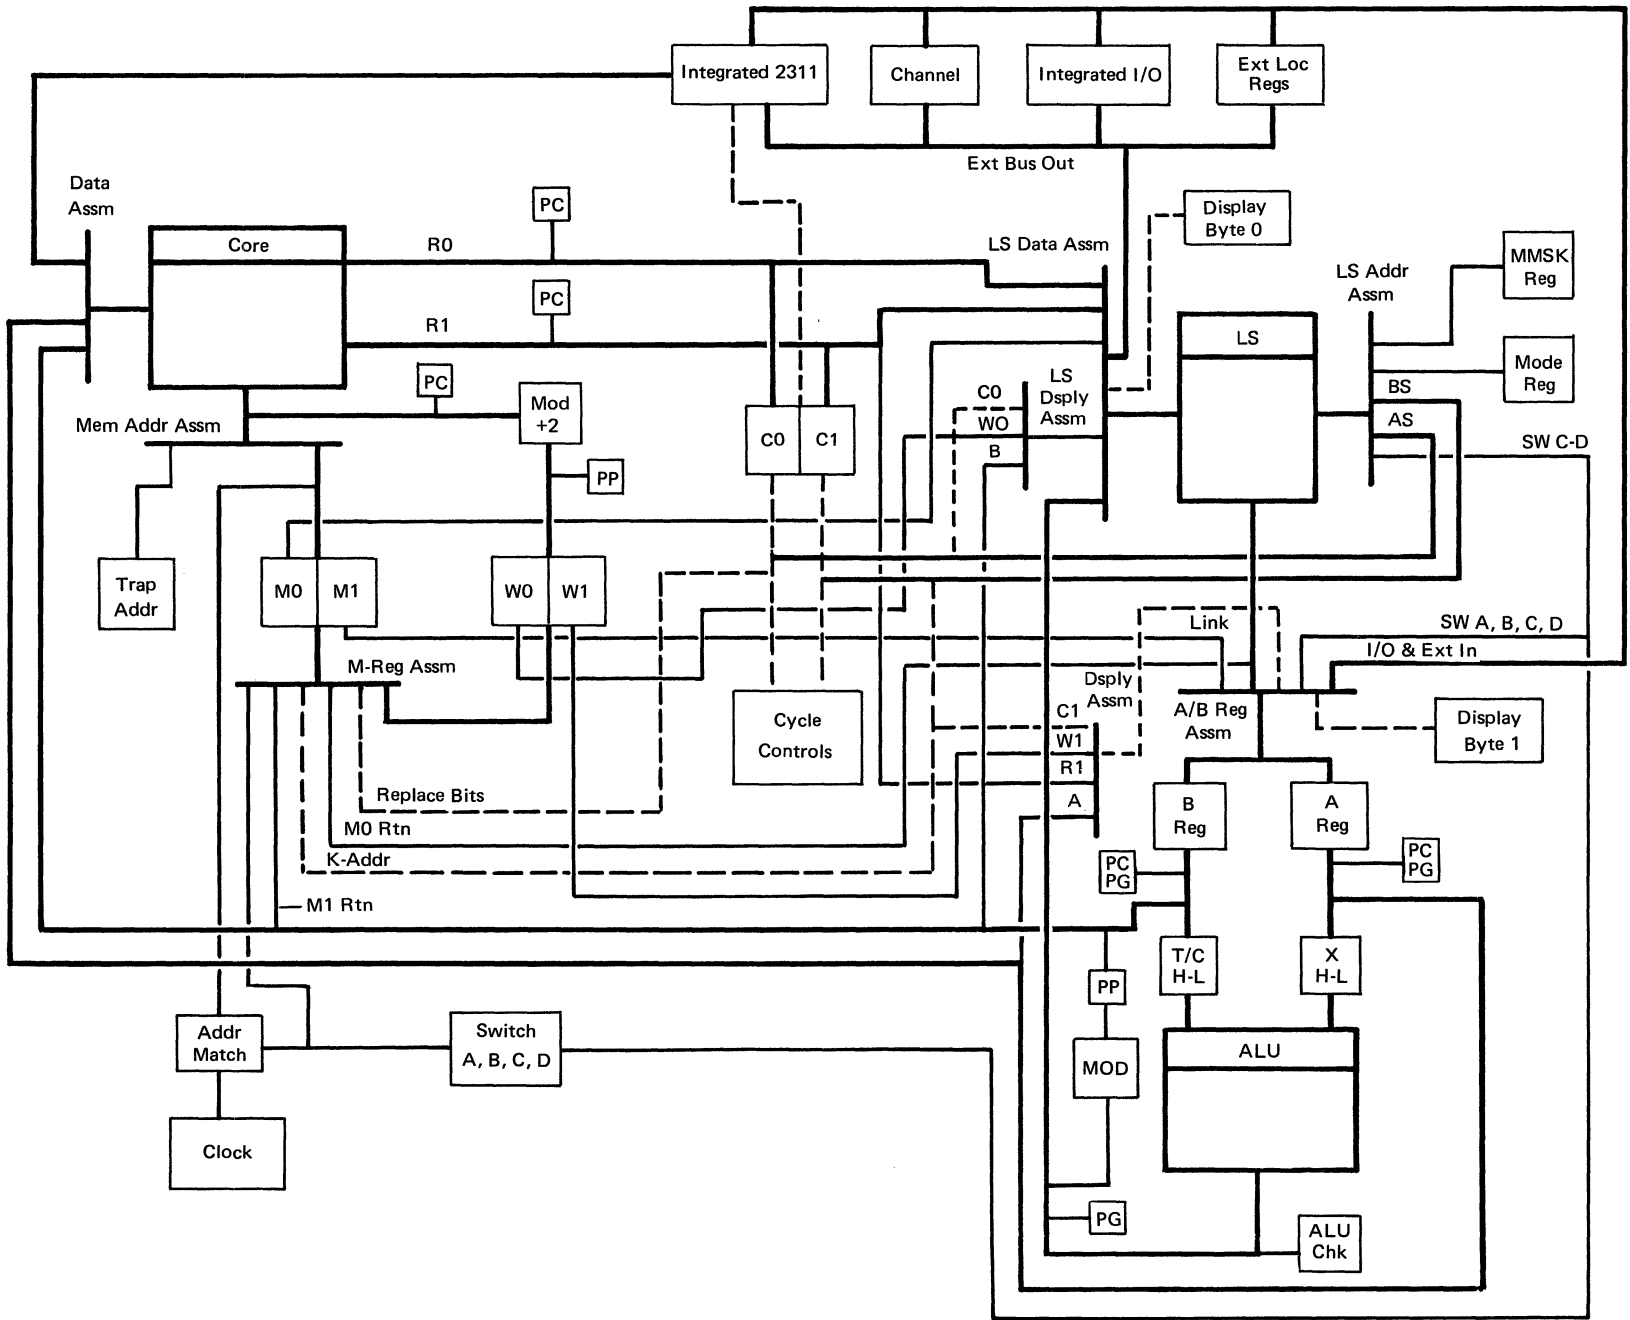 Integrated 2311
Channel
Integrated I/O
Ext Loc
Regs
Ext Bus Out
Data
Assm
Core
R0
PC
R1
PC
LS Data Assm
Display
Byte 0
LS Addr
Assm
MMSK
Reg
Mode
Reg
LS
BS
AS
SW C-D
Mem Addr Assm
PC
Mod
+2
PP
C0
C1
C0
WO
B
LS
Dsply
Assm
Trap
Addr
M0
M1
W0
W1
M-Reg Assm
Cycle
Controls
Link
SW A, B, C, D
I/O & Ext In
Dsply
Assm
C1
W1
R1
A
A/B Reg
Assm
Display
Byte 1
Replace Bits
M0 Rtn
K-Addr
M1 Rtn
B
Reg
A
Reg
PC
PG
PC
PG
T/C
H-L
X
H-L
PP
MOD
ALU
Addr
Match
Switch
A, B, C, D
Clock
PG
ALU
Chk